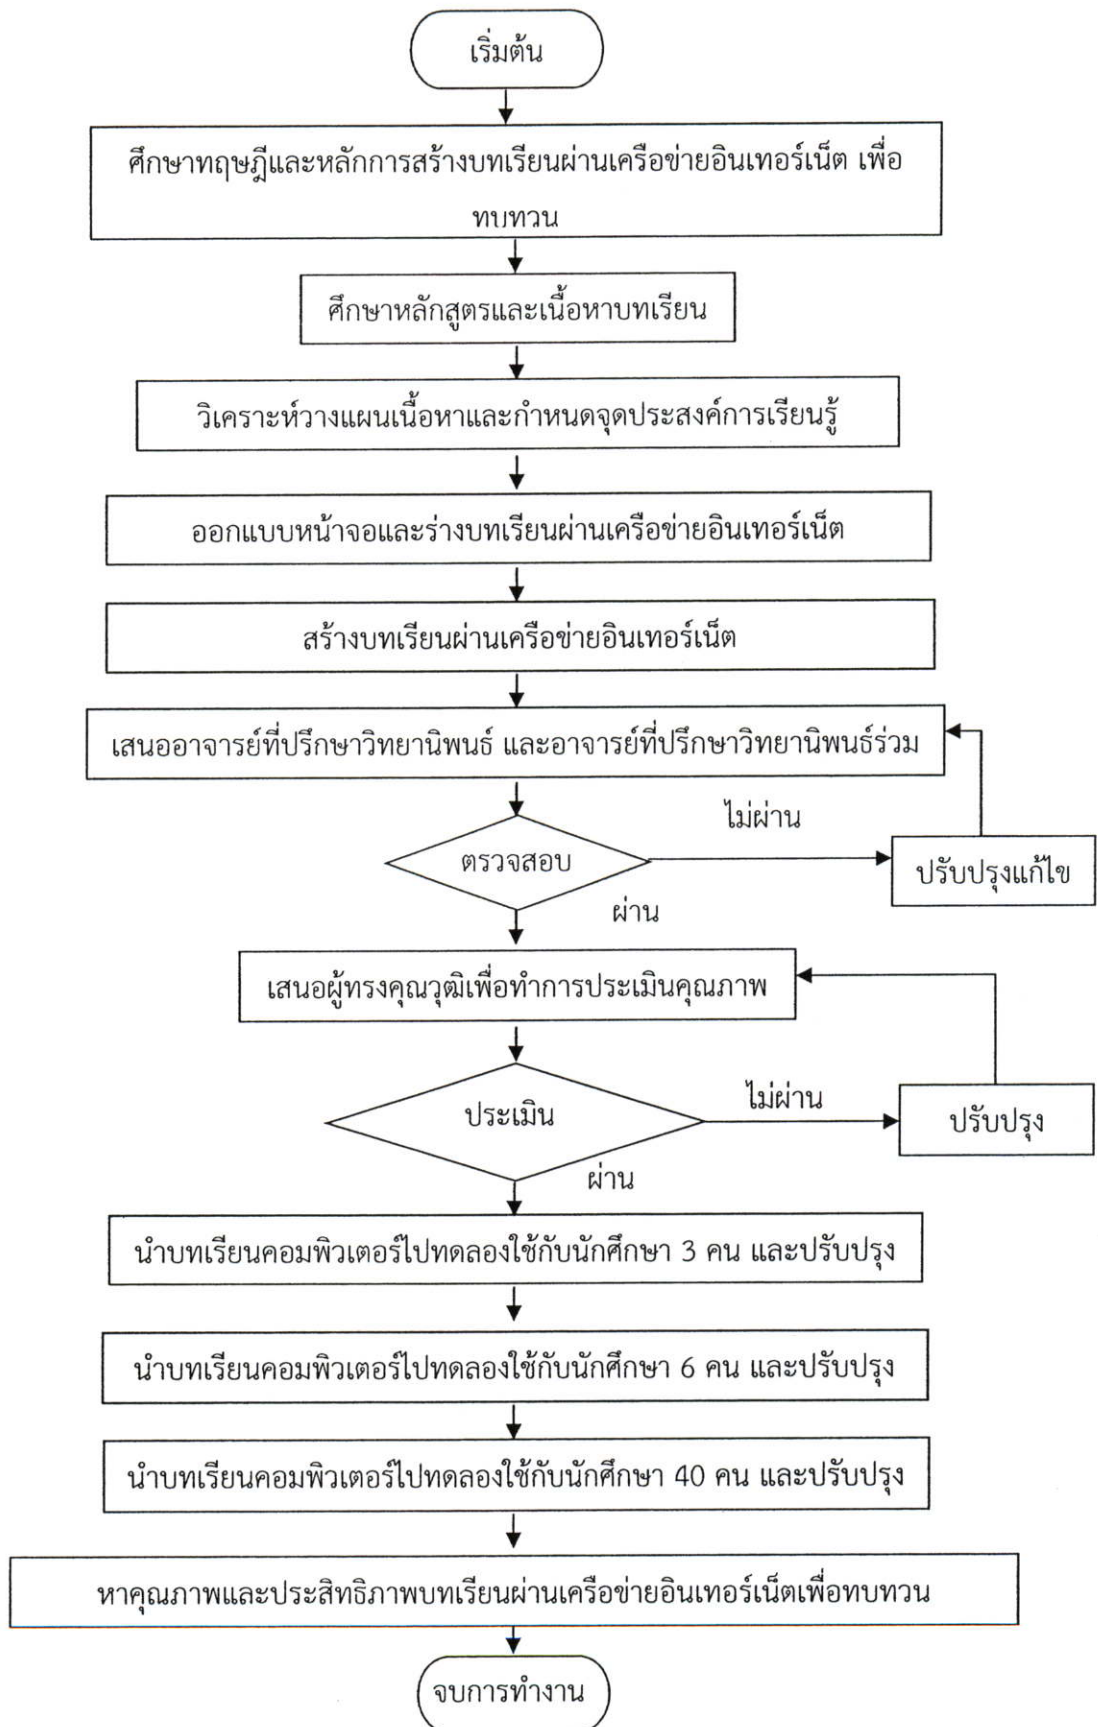 เริ่มต้น
ศึกษาทฤษฎีและหลักการสร้างบทเรียนผ่านเครือข่ายอินเทอร์เน็ต เพื่อ
ทบทวน
ศึกษาหลักสูตรและเนื้อหาบทเรียน
วิเคราะห์วางแผนเนื้อหาและกำหนดจุดประสงค์การเรียนรู้
ออกแบบหน้าจอและร่างบทเรียนผ่านเครือข่ายอินเทอร์เน็ต
สร้างบทเรียนผ่านเครือข่ายอินเทอร์เน็ต
เสนออาจารย์ที่ปรึกษาวิทยานิพนธ์ และอาจารย์ที่ปรึกษาวิทยานิพนธ์ร่วม
ไม่ผ่าน
ตรวจสอบ
ปรับปรุงแก้ไข
ผ่าน
เสนอผู้ทรงคุณวุฒิเพื่อทำการประเมินคุณภาพ
ไม่ผ่าน
ประเมิน
ปรับปรุง
ผ่าน
นำบทเรียนคอมพิวเตอร์ไปทดลองใช้กับนักศึกษา 3 คน และปรับปรุง
นำบทเรียนคอมพิวเตอร์ไปทดลองใช้กับนักศึกษา 6 คน และปรับปรุง
นำบทเรียนคอมพิวเตอร์ไปทดลองใช้กับนักศึกษา 40 คน และปรับปรุง
หาคุณภาพและประสิทธิภาพบทเรียนผ่านเครือข่ายอินเทอร์เน็ตเพื่อทบทวน
จบการทำงาน